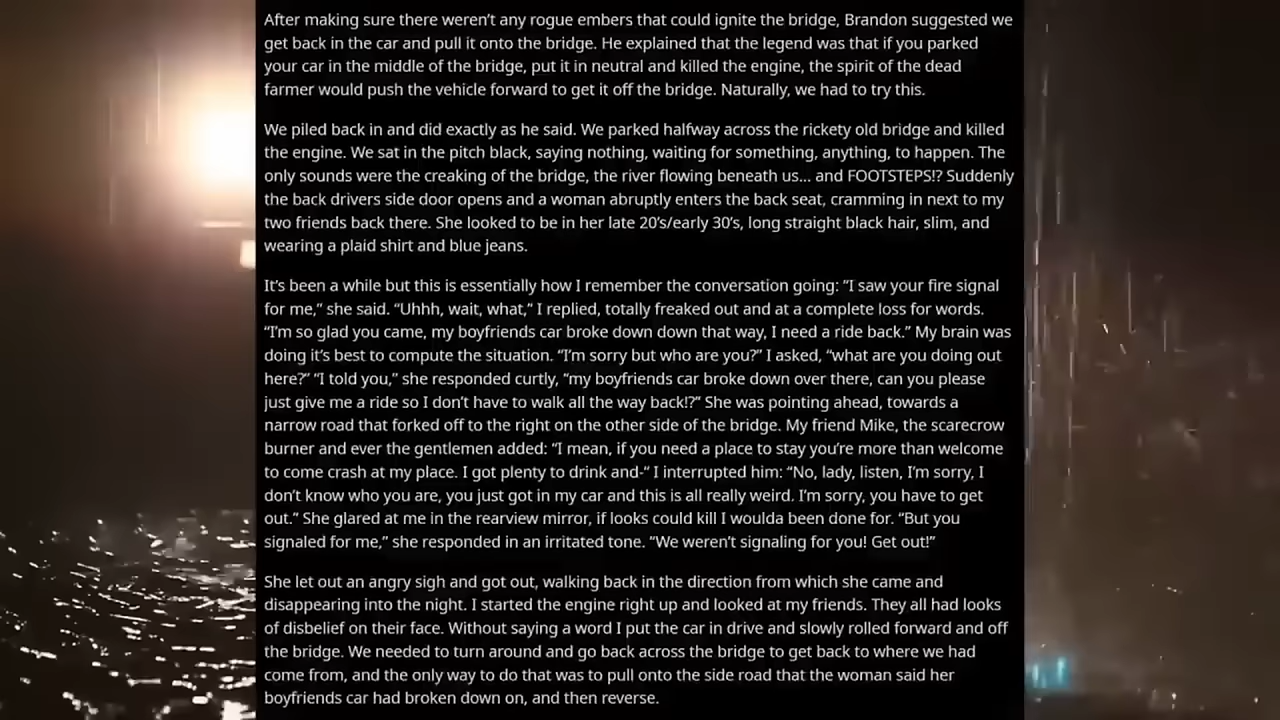 After making sure there weren't any rogue embers that could ignite the bridge, Brandon suggested we
get back in the car and pull it onto the bridge. He explained that the legend was that if you parked
your car in the middle of the bridge, put it in neutral and killed the engine, the spirit of the dead
farmer would push the vehicle forward to get it off the bridge. Naturally, we had to try this.
We piled back in and did exactly as he said. We parked halfway across the rickety old bridge and killed
the engine. We sat in the pitch black, saying nothing, waiting for something, anything, to happen. The
only sounds were the creaking of the bridge, the river flowing beneath us... and FOOTSTEPS!? Suddenly
the back drivers side door opens and a woman abruptly enters the back seat, cramming in next to my
two friends back there. She looked to be in her late 20's/early 30's, long straight black hair, slim, and
wearing a plaid shirt and blue jeans.
It's been a while but this is essentially how I remember the conversation going: “I saw your fire signal
for me,” she said. “Uhhh, wait, what,” I replied, totally freaked out and at a complete loss for words.
“I'm so glad you came, my boyfriends car broke down down that way, I need a ride back.” My brain was
doing it's best to compute the situation. “I'm sorry but who are you?” I asked, “what are you doing out
here?” “I told you,” she responded curtly, “my boyfriends car broke down over there, can you please
just give me a ride so I don't have to walk all the way back!?” She was pointing ahead, towards a
narrow road that forked off to the right on the other side of the bridge. My friend Mike, the scarecrow
burner and ever the gentlemen added: “I mean, if you need a place to stay you're more than welcome
to come crash at my place. I got plenty to drink and-“ I interrupted him: “No, lady, listen, I'm sorry, I
don't know who you are, you just got in my car and this is all really weird. I'm sorry, you have to get
out.” She glared at me in the rearview mirror, if looks could kill I woulda been done for. “But you
signaled for me,” she responded in an irritated tone. “We weren't signaling for you! Get out!”
She let out an angry sigh and got out, walking back in the direction from which she came and
disappearing into the night. I started the engine right up and looked at my friends. They all had looks
of disbelief on their face. Without saying a word I put the car in drive and slowly rolled forward and off
the bridge. We needed to turn around and go back across the bridge to get back to where we had
come from, and the only way to do that was to pull onto the side road that the woman said her
boyfriends car had broken down on, and then reverse.